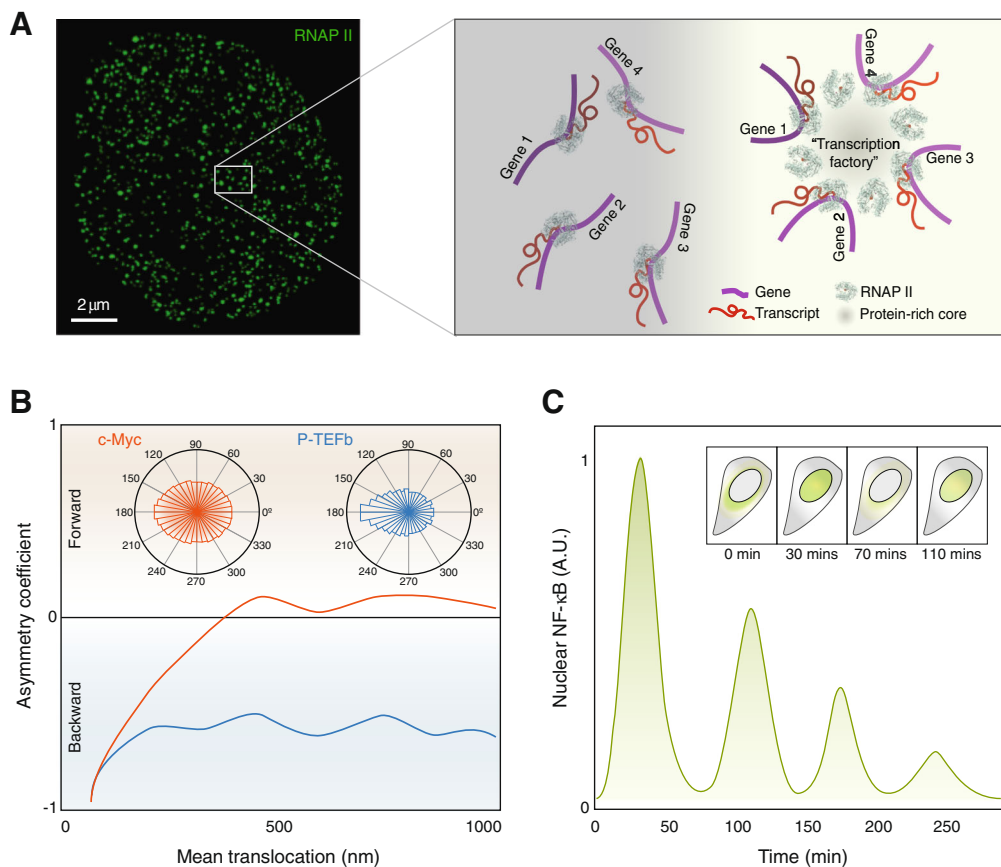 A
RNAP II
2 μm
Gene 1
Gene 4
Gene 2
Gene 3
Gene 4
Gene 1
"Transcription
factory"
Gene 3
Gene 2
Gene
RNAP II
Transcript
Protein-rich core
B
c-Myc
P-TEFb
90
120
60
150
30
180
0º
210
330
240
300
270
90
120
60
150
30
180
0º
210
330
240
300
270
1
0
-1
Forward
Backward
Asymmetry coefficient
0
500
1000
Mean translocation (nm)
C
1
0
Nuclear NF-κB (A.U.)
0 min
30 mins
70 mins
110 mins
0
50
100
150
200
250
Time (min)